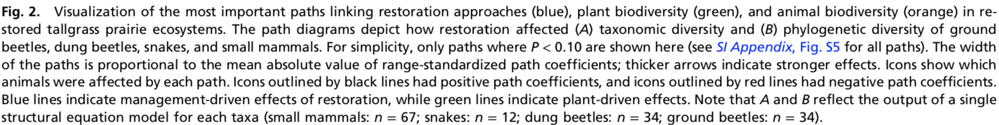 Fig. 2. Visualization of the most important paths linking restoration approaches (blue), plant biodiversity (green), and animal biodiversity (orange) in re-
stored tallgrass prairie ecosystems. The path diagrams depict how restoration affected (A) taxonomic diversity and (B) phylogenetic diversity of ground
beetles, dung beetles, snakes, and small mammals. For simplicity, only paths where P < 0.10 are shown here (see SI Appendix, Fig. S5 for all paths). The width
of the paths is proportional to the mean absolute value of range-standardized path coefficients; thicker arrows indicate stronger effects. Icons show which
animals were affected by each path. Icons outlined by black lines had positive path coefficients, and icons outlined by red lines had negative path coefficients.
Blue lines indicate management-driven effects of restoration, while green lines indicate plant-driven effects. Note that A and B reflect the output of a single
structural equation model for each taxa (small mammals: n = 67; snakes: n = 12; dung beetles: n = 34; ground beetles: n = 34).